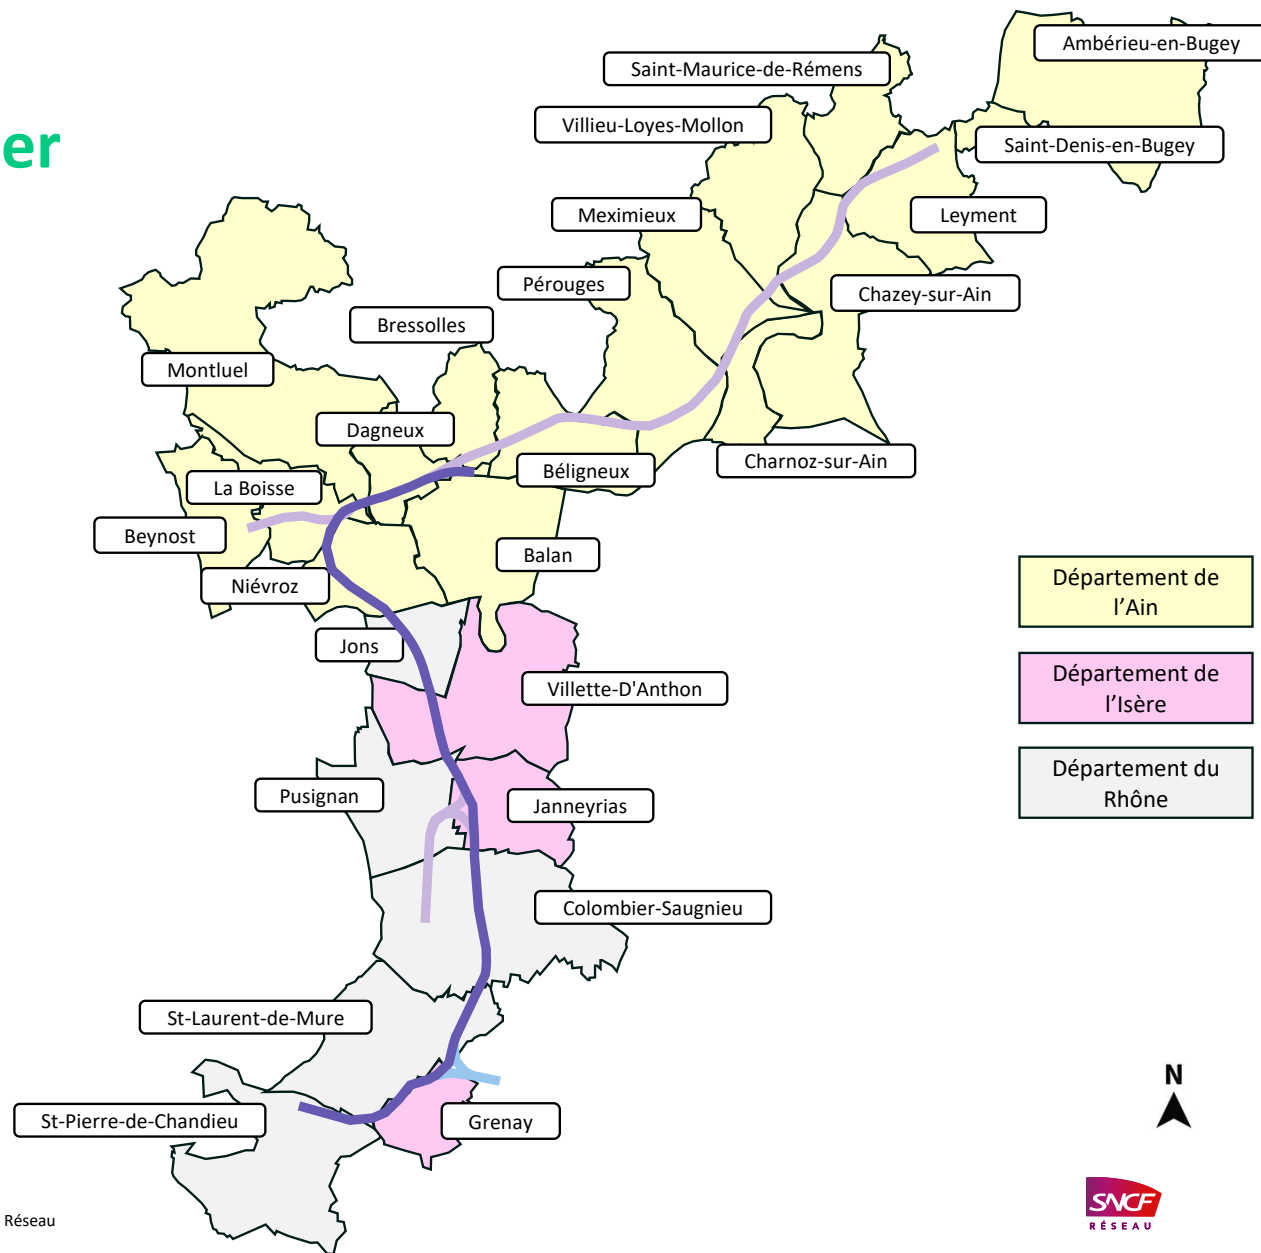 er
Ambérieu-en-Bugey
Saint-Maurice-de-Rémens
Villieu-Loyes-Mollon
Saint-Denis-en-Bugey
Meximieux
Leyment
Pérouges
Chazey-sur-Ain
Bressolles
Montluel
Dagneux
Charnoz-sur-Ain
Béligneux
La Boisse
Beynost
Balan
Niévroz
Jons
Villette-D'Anthon
Pusignan
Janneyrias
Colombier-Saugnieu
St-Laurent-de-Mure
St-Pierre-de-Chandieu
Grenay
Département de
l'Ain
Département de
l'Isère
Département du
Rhône
N
SNCF
RÉSEAU
Réseau